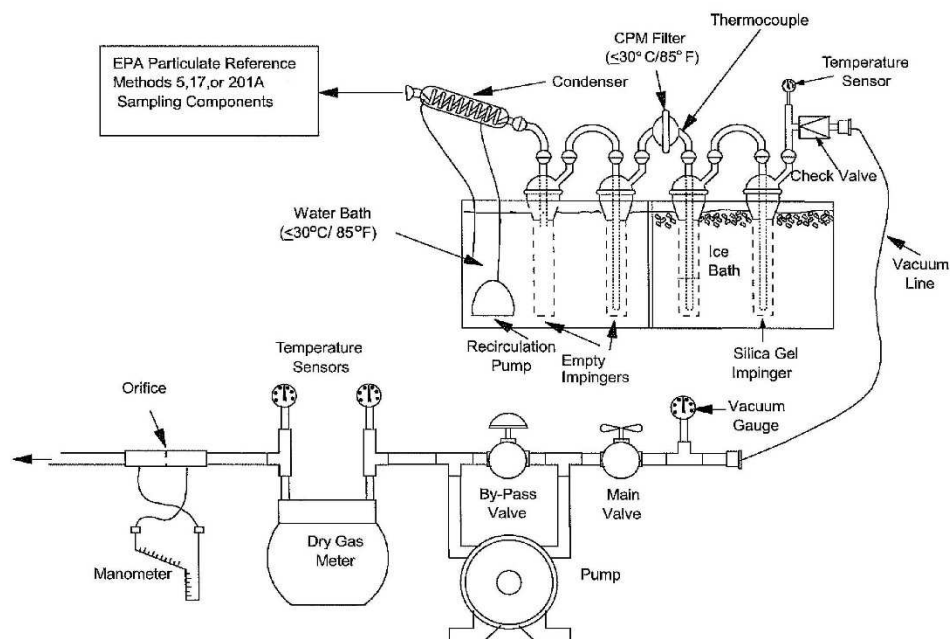 EPA Particulate Reference
Methods 5,17,or 201A
Sampling Components
Condenser
CPM Filter
(≤30°C/85°F)
Thermocouple
Temperature
Sensor
Check Valve
Water Bath
(≤30°C/ 85°F)
Ice
Bath
Vacuum
Line
Recirculation
Pump
Empty
Impingers
Silica Gel
Impinger
Temperature
Sensors
Orifice
Vacuum
Gauge
By-Pass
Valve
Main
Valve
Dry Gas
Meter
Manometer
Pump